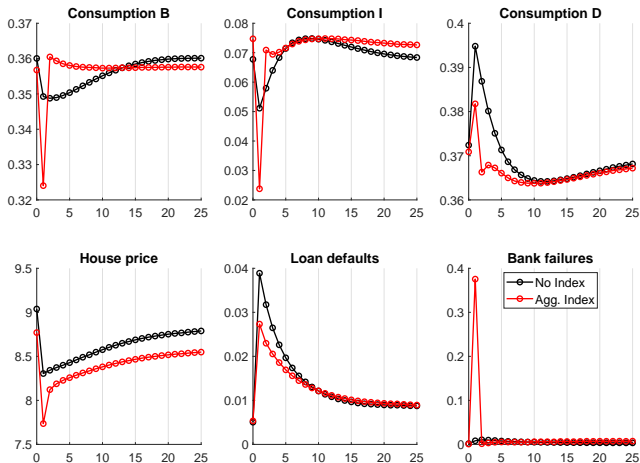 Consumption B
Consumption I
Consumption D
0.37
0.36
0.35
0.34
0.33
0.32
0 5 10 15 20 25
0.08
0.07
0.06
0.05
0.04
0.03
0.02
0 5 10 15 20 25
0.4
0.39
0.38
0.37
0.36
0 5 10 15 20 25
House price
Loan defaults
Bank failures
9.5
9
8.5
8
7.5
0 5 10 15 20 25
0.04
0.03
0.02
0.01
0
0 5 10 15 20 25
0.4
0.3
0.2
0.1
0
0 5 10 15 20 25
No Index
Agg. Index